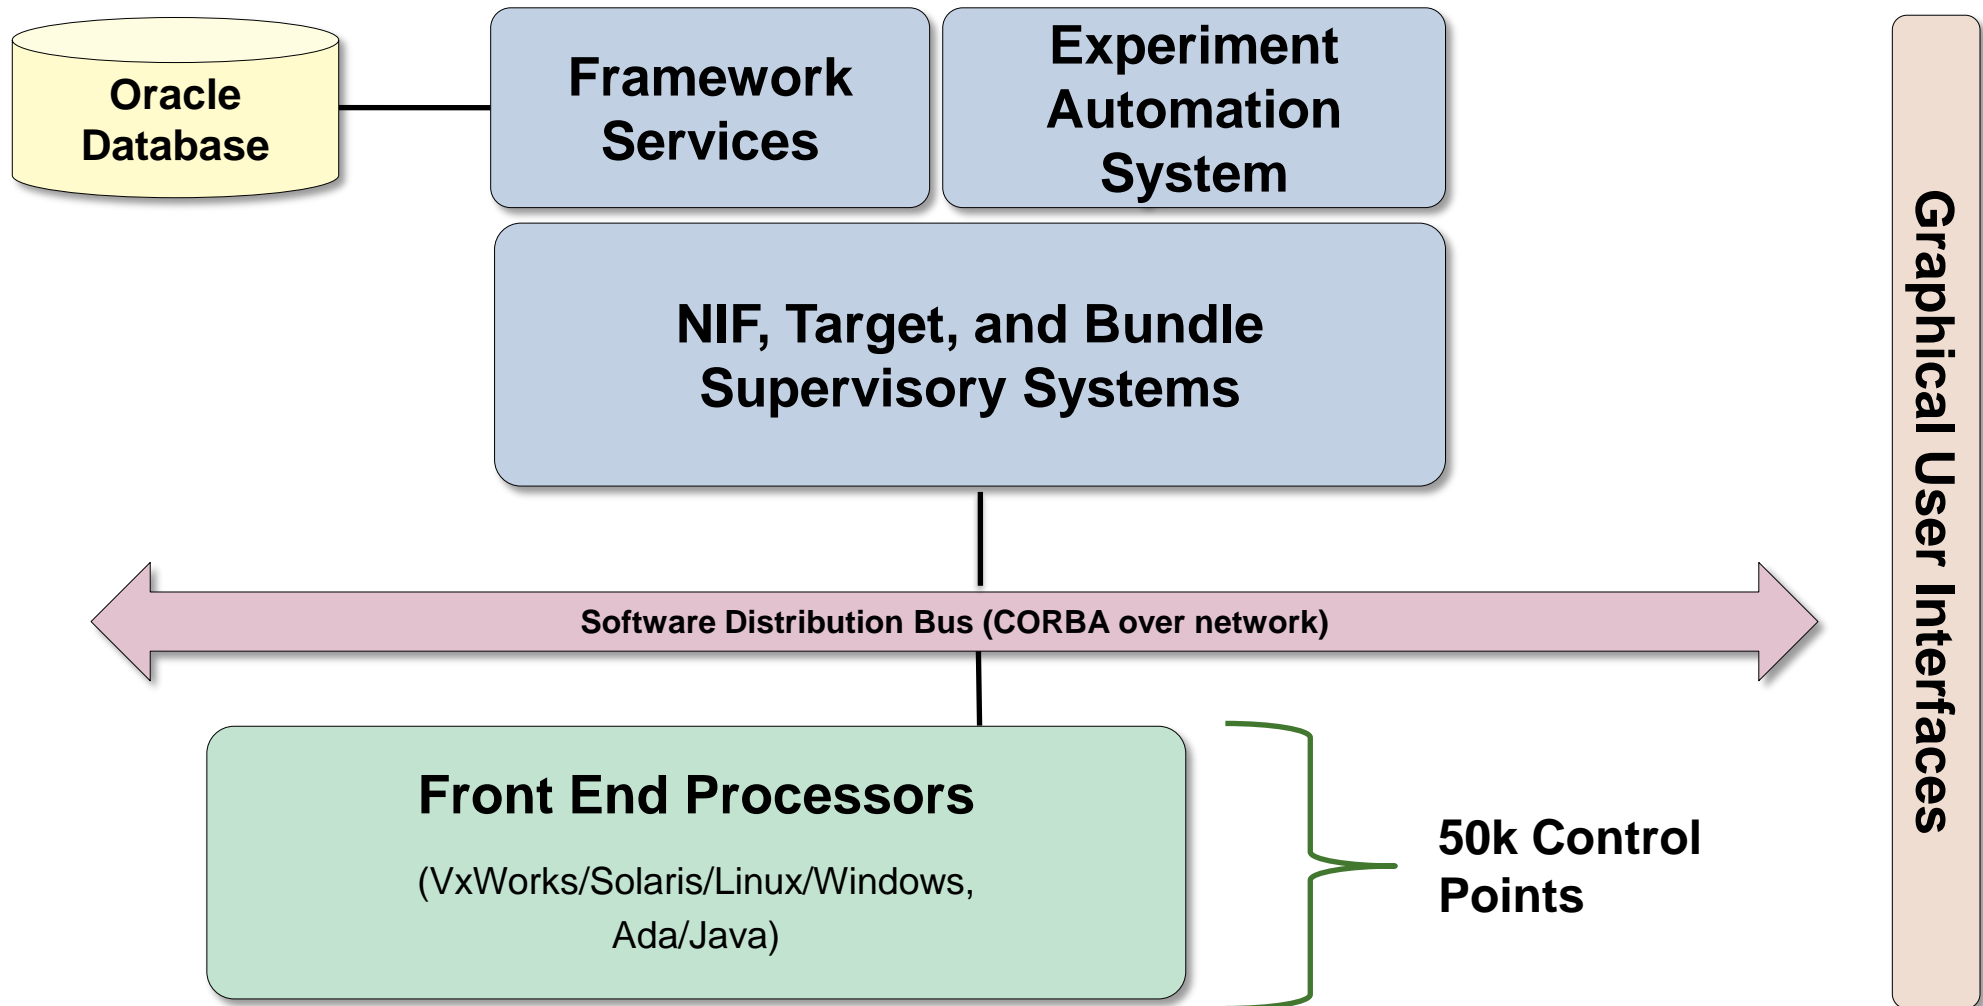 Oracle
Database
Framework
Services
Experiment
Automation
System
NIF, Target, and Bundle
Supervisory Systems
Software Distribution Bus (CORBA over network)
Front End Processors
(VxWorks/Solaris/Linux/Windows,
Ada/Java)
50k Control
Points
Graphical User Interfaces